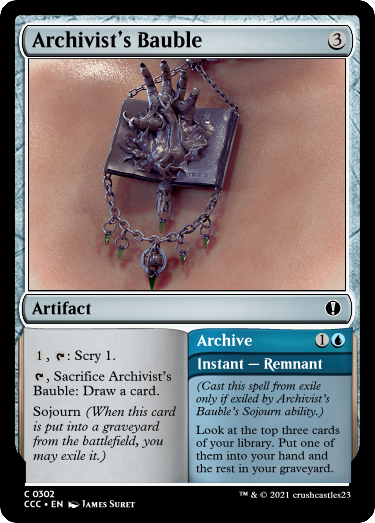 Archivist's Bauble 3
Artifact
1 , : Scry 1.
, Sacrifice Archivist's
Bauble: Draw a card.
Sojourn (When this card
is put into a graveyard
from the battlefield, you
may exile it.)
Archive 1
Instant — Remnant
(Cast this spell from exile
only if exiled by Archivist's
Bauble's Sojourn ability.)
Look at the top three cards
of your library. Put one of
them into your hand and
the rest in your graveyard.
C 0302
CCC • EN James Suret
™ & © 2021 crushcastles23